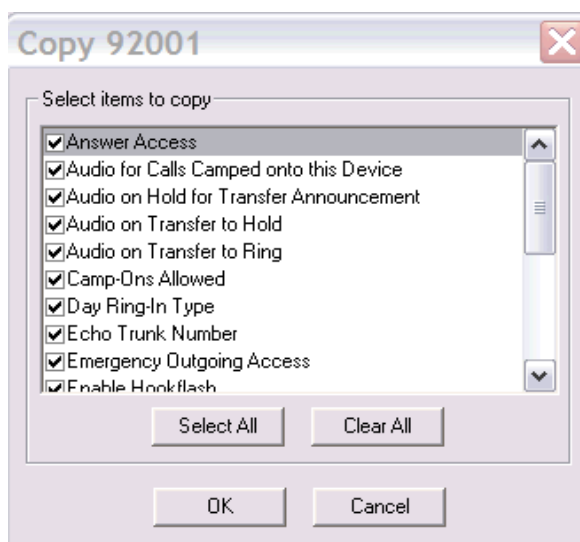 Copy 92001
Select items to copy
Answer Access
Audio for Calls Camped onto this Device
Audio on Hold for Transfer Announcement
Audio on Transfer to Hold
Audio on Transfer to Ring
Camp-Ons Allowed
Day Ring-In Type
Echo Trunk Number
Emergency Outgoing Access
Enable Hookflash
Select All Clear All
OK Cancel